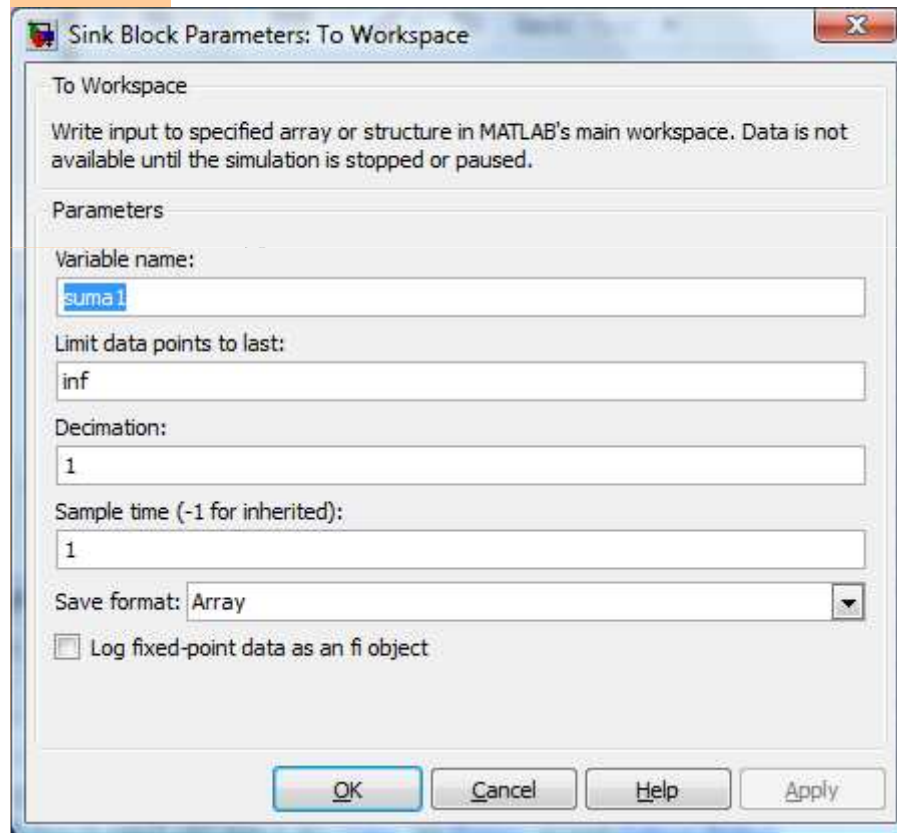 Sink Block Parameters: To Workspace
To Workspace
Write input to specified array or structure in MATLAB's main workspace. Data is not
available until the simulation is stopped or paused.
Parameters
Variable name:
suma1
Limit data points to last:
inf
Decimation:
1
Sample time (-1 for inherited):
1
Save format: Array
Log fixed-point data as an fi object
OK Cancel Help Apply